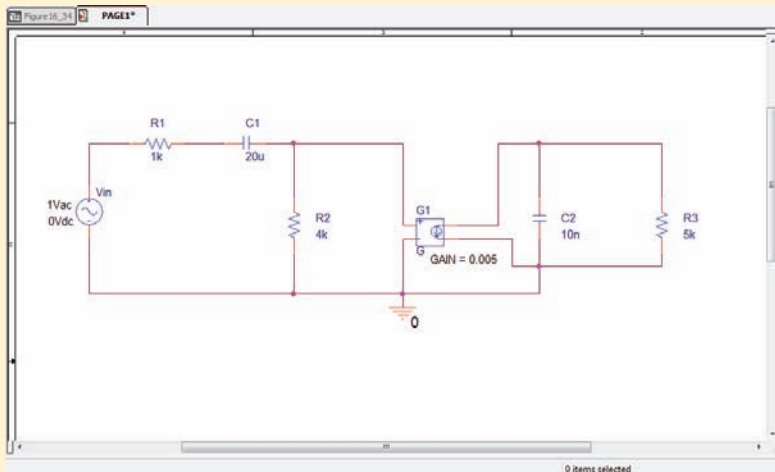 Figure16_34
PAGE1*
R1
1k
C1
20u
Vin
1Vac
0Vdc
R2
4k
G1
G
GAIN = 0.005
C2
10n
R3
5k
0
0 items selected